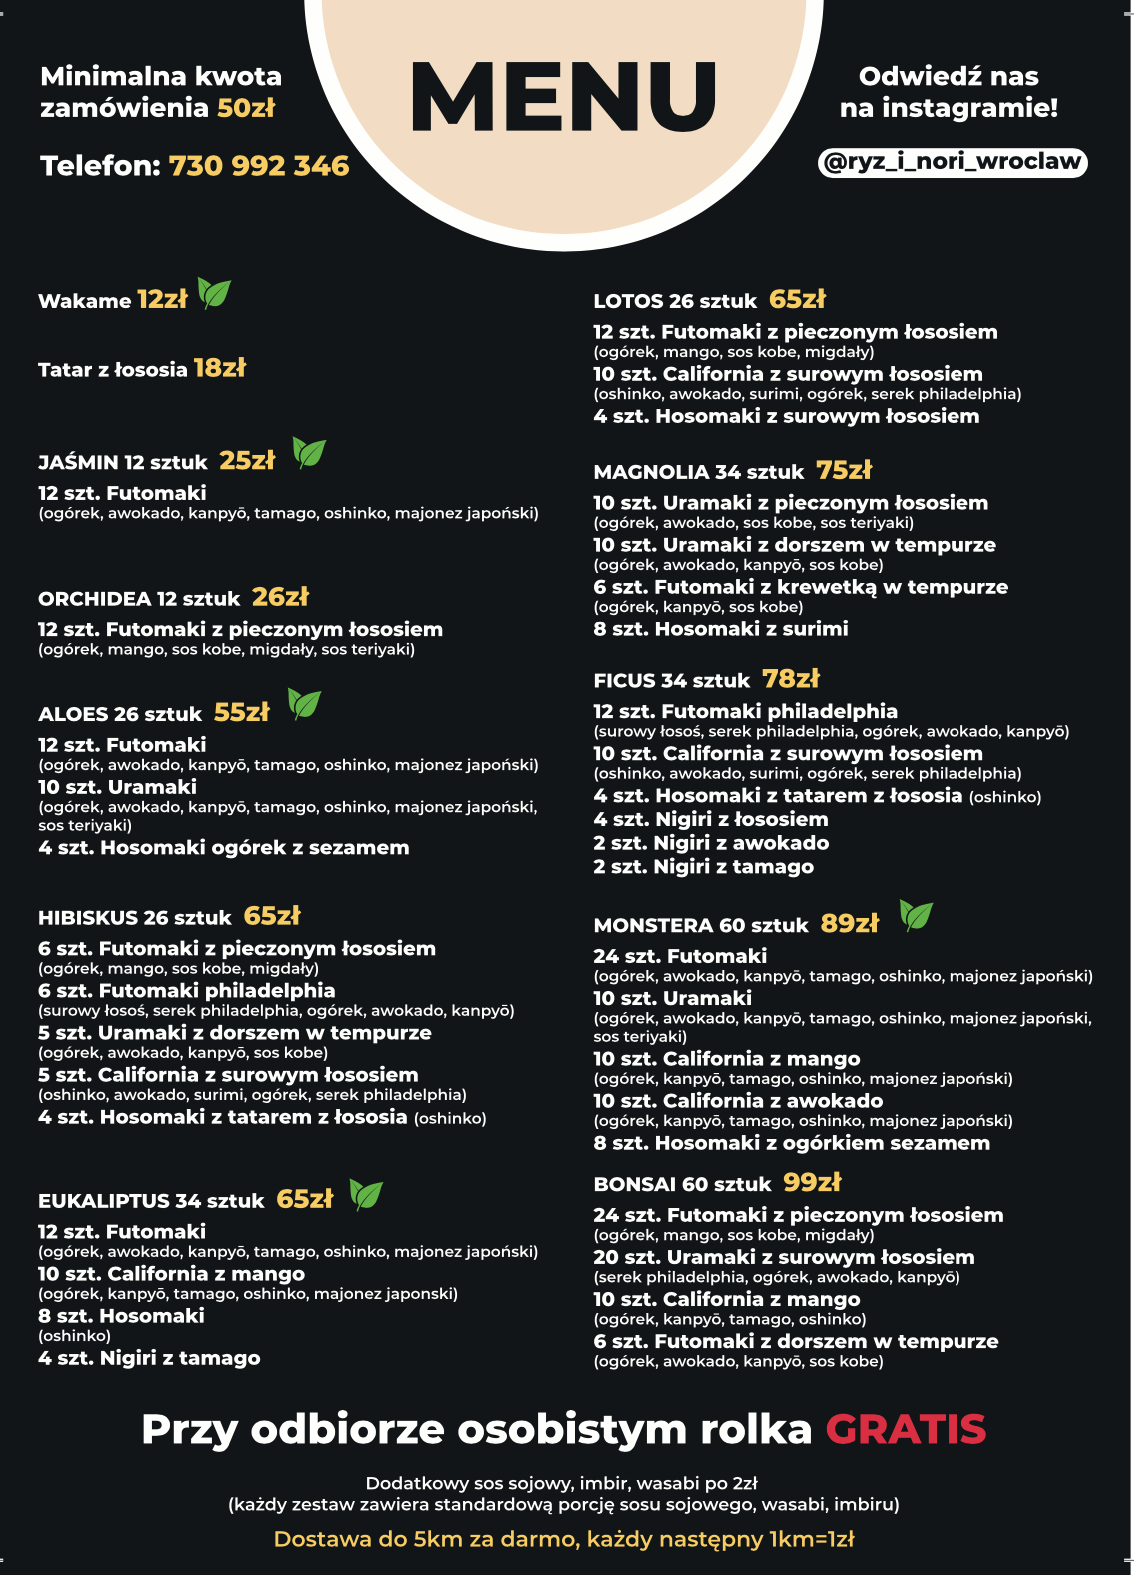 MENU
Minimalna kwota
zamówienia 50zł
Telefon: 730 992 346
Odwiedź nas
na instagramie!
@ryz_i_nori_wroclaw
Wakame 12zł
Tatar z łososia 18zł
JAŚMIN 12 sztuk 25zł
12 szt. Futomaki
(ogórek, awokado, kanpyō, tamago, oshinko, majonez japoński)
ORCHIDEA 12 sztuk 26zł
12 szt. Futomaki z pieczonym łososiem
(ogórek, mango, sos kobe, migdały, sos teriyaki)
ALOES 26 sztuk 55zł
12 szt. Futomaki
(ogórek, awokado, kanpyō, tamago, oshinko, majonez japoński)
10 szt. Uramaki
(ogórek, awokado, kanpyō, tamago, oshinko, majonez japoński,
sos teriyaki)
4 szt. Hosomaki ogórek z sezamem
HIBISKUS 26 sztuk 65zł
6 szt. Futomaki z pieczonym łososiem
(ogórek, mango, sos kobe, migdały)
6 szt. Futomaki philadelphia
(surowy łosoś, serek philadelphia, ogórek, awokado, kanpyō)
5 szt. Uramaki z dorszem w tempurze
(ogórek, awokado, kanpyō, sos kobe)
5 szt. California z surowym łososiem
(oshinko, awokado, surimi, ogórek, serek philadelphia)
4 szt. Hosomaki z tatarem z łososia (oshinko)
EUKALIPTUS 34 sztuk 65zł
12 szt. Futomaki
(ogórek, awokado, kanpyō, tamago, oshinko, majonez japoński)
10 szt. California z mango
(ogórek, kanpyō, tamago, oshinko, majonez japonski)
8 szt. Hosomaki
(oshinko)
4 szt. Nigiri z tamago
LOTOS 26 sztuk 65zł
12 szt. Futomaki z pieczonym łososiem
(ogórek, mango, sos kobe, migdały)
10 szt. California z surowym łososiem
(oshinko, awokado, surimi, ogórek, serek philadelphia)
4 szt. Hosomaki z surowym łososiem
MAGNOLIA 34 sztuk 75zł
10 szt. Uramaki z pieczonym łososiem
(ogórek, awokado, sos kobe, sos teriyaki)
10 szt. Uramaki z dorszem w tempurze
(ogórek, awokado, kanpyō, sos kobe)
6 szt. Futomaki z krewetką w tempurze
(ogórek, kanpyō, sos kobe)
8 szt. Hosomaki z surimi
FICUS 34 sztuk 78zł
12 szt. Futomaki philadelphia
(surowy łosoś, serek philadelphia, ogórek, awokado, kanpyō)
10 szt. California z surowym łososiem
(oshinko, awokado, surimi, ogórek, serek philadelphia)
4 szt. Hosomaki z tatarem z łososia (oshinko)
4 szt. Nigiri z łososiem
2 szt. Nigiri z awokado
2 szt. Nigiri z tamago
MONSTERA 60 sztuk 89zł
24 szt. Futomaki
(ogórek, awokado, kanpyō, tamago, oshinko, majonez japoński)
10 szt. Uramaki
(ogórek, awokado, kanpyō, tamago, oshinko, majonez japoński,
sos teriyaki)
10 szt. California z mango
(ogórek, kanpyō, tamago, oshinko, majonez japoński)
10 szt. California z awokado
(ogórek, kanpyō, tamago, oshinko, majonez japoński)
8 szt. Hosomaki z ogórkiem sezamem
BONSAI 60 sztuk 99zł
24 szt. Futomaki z pieczonym łososiem
(ogórek, mango, sos kobe, migdały)
20 szt. Uramaki z surowym łososiem
(serek philadelphia, ogórek, awokado, kanpyō)
10 szt. California z mango
(ogórek, kanpyō, tamago, oshinko)
6 szt. Futomaki z dorszem w tempurze
(ogórek, awokado, kanpyō, sos kobe)
Przy odbiorze osobistym rolka GRATIS
Dodatkowy sos sojowy, imbir, wasabi po 2zł
(każdy zestaw zawiera standardową porcję sosu sojowego, wasabi, imbiru)
Dostawa do 5km za darmo, każdy następny 1km=1zł